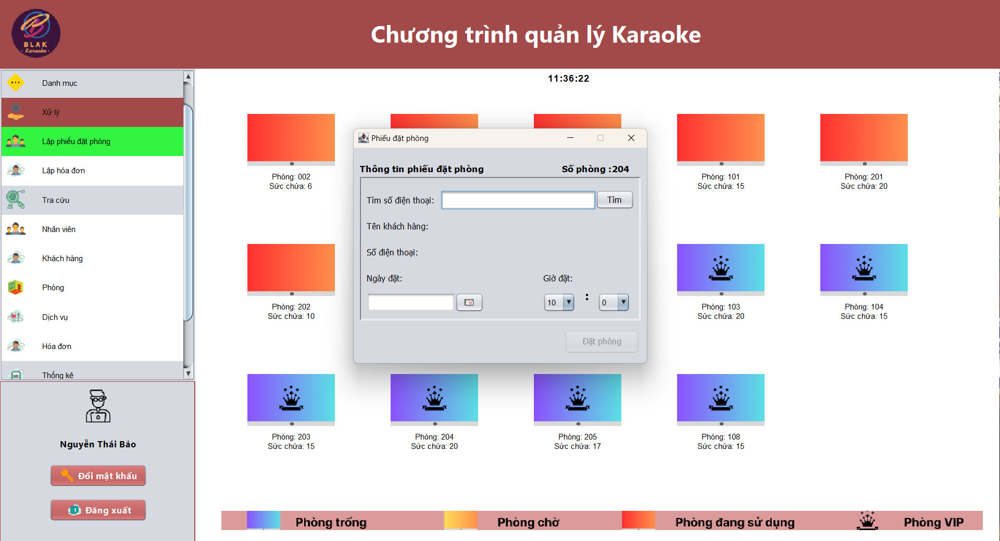 BLAK
- Karaoke -
Chương trình quản lý Karaoke
Danh mục
Xử lý
Lập phiếu đặt phòng
Lập hóa đơn
Tra cứu
Nhân viên
Khách hàng
Phòng
Dịch vụ
Hóa đơn
Thống kê
Nguyễn Thái Bảo
Đổi mật khẩu
Đăng xuất
11:36:22
Phòng: 002
Sức chứa: 6
Phòng: 101
Sức chứa: 15
Phòng: 201
Sức chứa: 20
Phiếu đặt phòng
Thông tin phiếu đặt phòng
Số phòng :204
Tìm số điện thoại:
Tìm
Tên khách hàng:
Số điện thoại:
Ngày đặt:
Giờ đặt:
10 : 0
Đặt phòng
Phòng: 202
Sức chứa: 10
Phòng: 103
Sức chứa: 20
Phòng: 104
Sức chứa: 15
Phòng: 203
Sức chứa: 15
Phòng: 204
Sức chứa: 20
Phòng: 205
Sức chứa: 17
Phòng: 108
Sức chứa: 15
Phòng trống
Phòng chờ
Phòng đang sử dụng
Phòng VIP